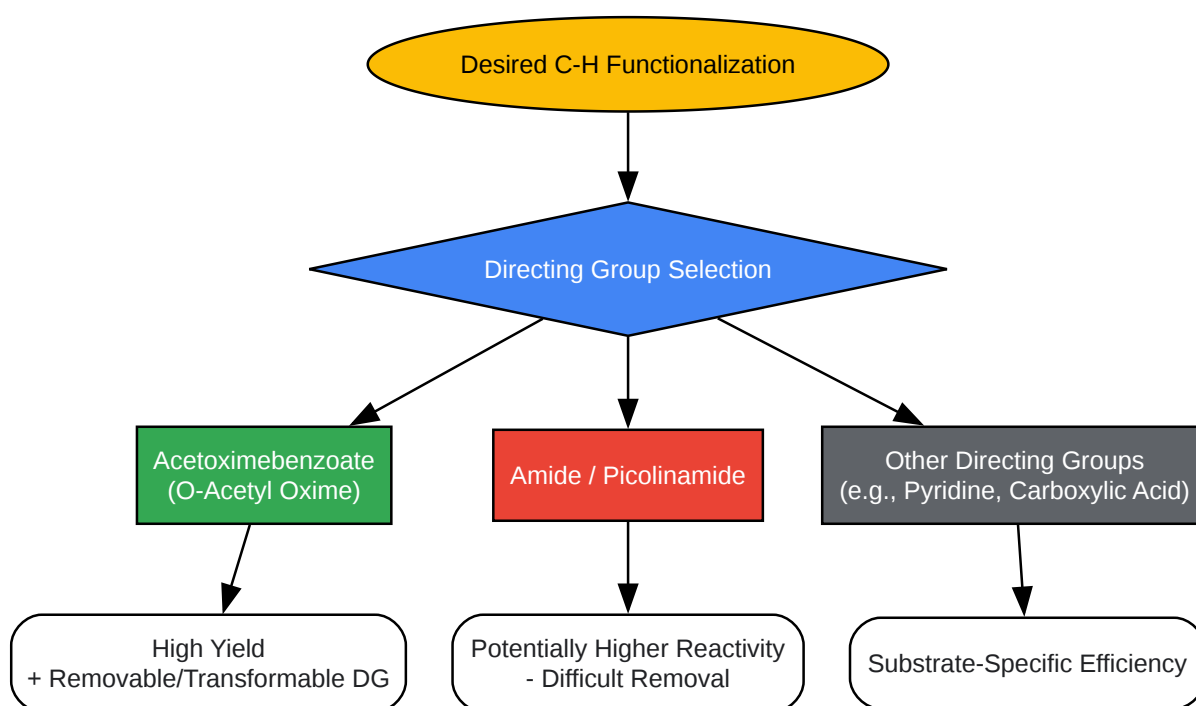 Desired C-H Functionalization
Directing Group Selection
Acetoximebenzoate
(O-Acetyl Oxime)
Amide / Picolinamide
Other Directing Groups
(e.g., Pyridine, Carboxylic Acid)
High Yield
+ Removable/Transformable DG
Potentially Higher Reactivity
- Difficult Removal
Substrate-Specific Efficiency